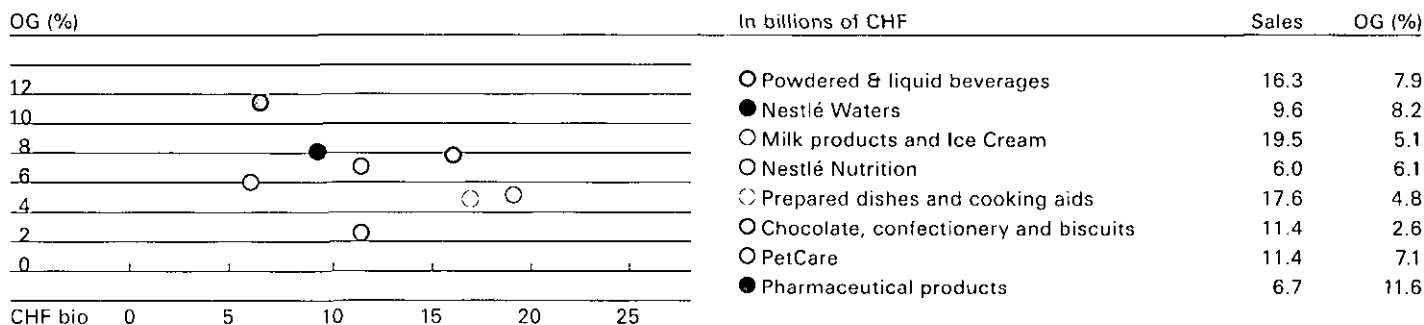 OG (%)
12
10
8
6
4
2
0
CHF bio 0 5 10 15 20 25
In billions of CHF Sales OG (%)
Powdered & liquid beverages 16.3 7.9
Nestlé Waters 9.6 8.2
Milk products and Ice Cream 19.5 5.1
Nestlé Nutrition 6.0 6.1
Prepared dishes and cooking aids 17.6 4.8
Chocolate, confectionery and biscuits 11.4 2.6
PetCare 11.4 7.1
Pharmaceutical products 6.7 11.6